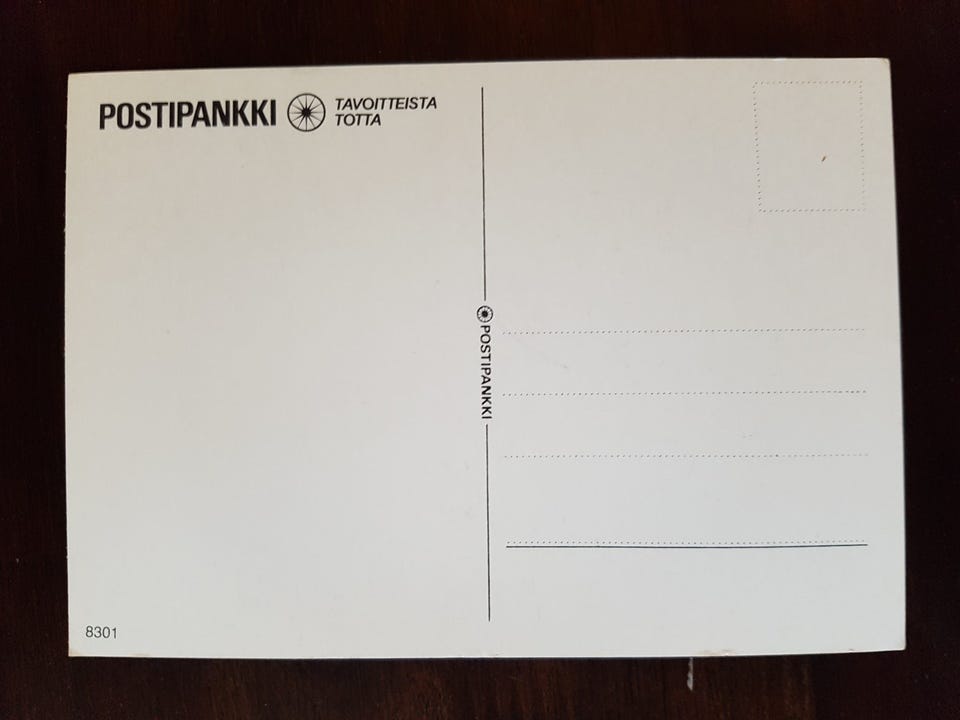 POSTIPANKKI
TAVOITTEISTA
TOTTA
POSTIPANKKI
8301